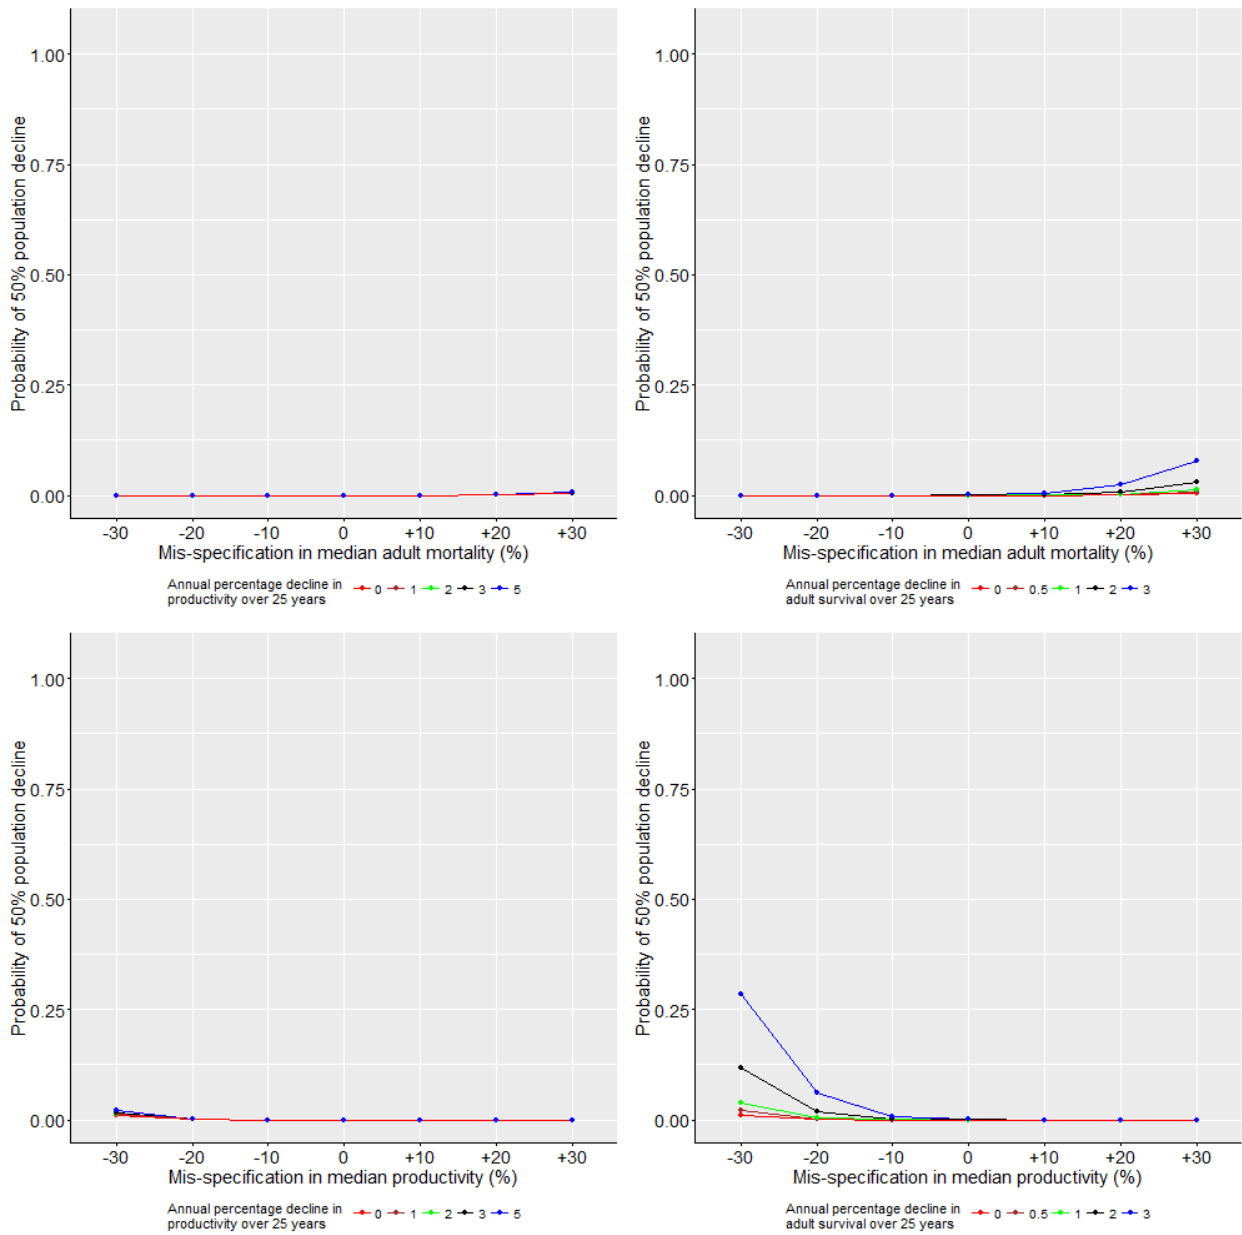 Probability of 50% population decline
1.00
0.75
0.50
0.25
0.00
-30 -20 -10 0 +10 +20 +30
Mis-specification in median adult mortality (%)
Annual percentage decline in
productivity over 25 years
0 1 2 3 5
Probability of 50% population decline
1.00
0.75
0.50
0.25
0.00
-30 -20 -10 0 +10 +20 +30
Mis-specification in median adult mortality (%)
Annual percentage decline in
adult survival over 25 years
0 0.5 1 2 3
Probability of 50% population decline
1.00
0.75
0.50
0.25
0.00
-30 -20 -10 0 +10 +20 +30
Mis-specification in median productivity (%)
Annual percentage decline in
productivity over 25 years
0 1 2 3 5
Probability of 50% population decline
1.00
0.75
0.50
0.25
0.00
-30 -20 -10 0 +10 +20 +30
Mis-specification in median productivity (%)
Annual percentage decline in
adult survival over 25 years
0 0.5 1 2 3